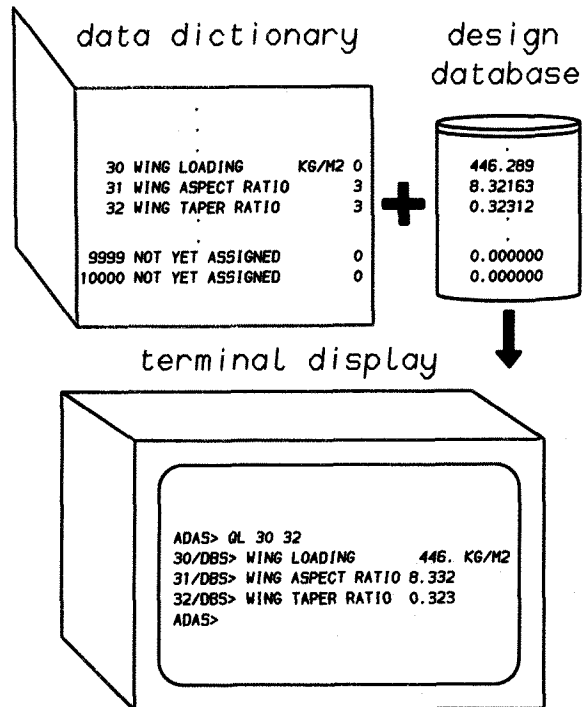 data dictionary
design
database
.
.
.
30 WING LOADING KG/M2 0
31 WING ASPECT RATIO 3
32 WING TAPER RATIO 3
.
.
9999 NOT YET ASSIGNED 0
10000 NOT YET ASSIGNED 0
.
446.289
8.32163
0.32312
.
.
0.000000
0.000000
terminal display
ADAS> QL 30 32
30/DBS> WING LOADING 446. KG/M2
31/DBS> WING ASPECT RATIO 8.332
32/DBS> WING TAPER RATIO 0.323
ADAS>